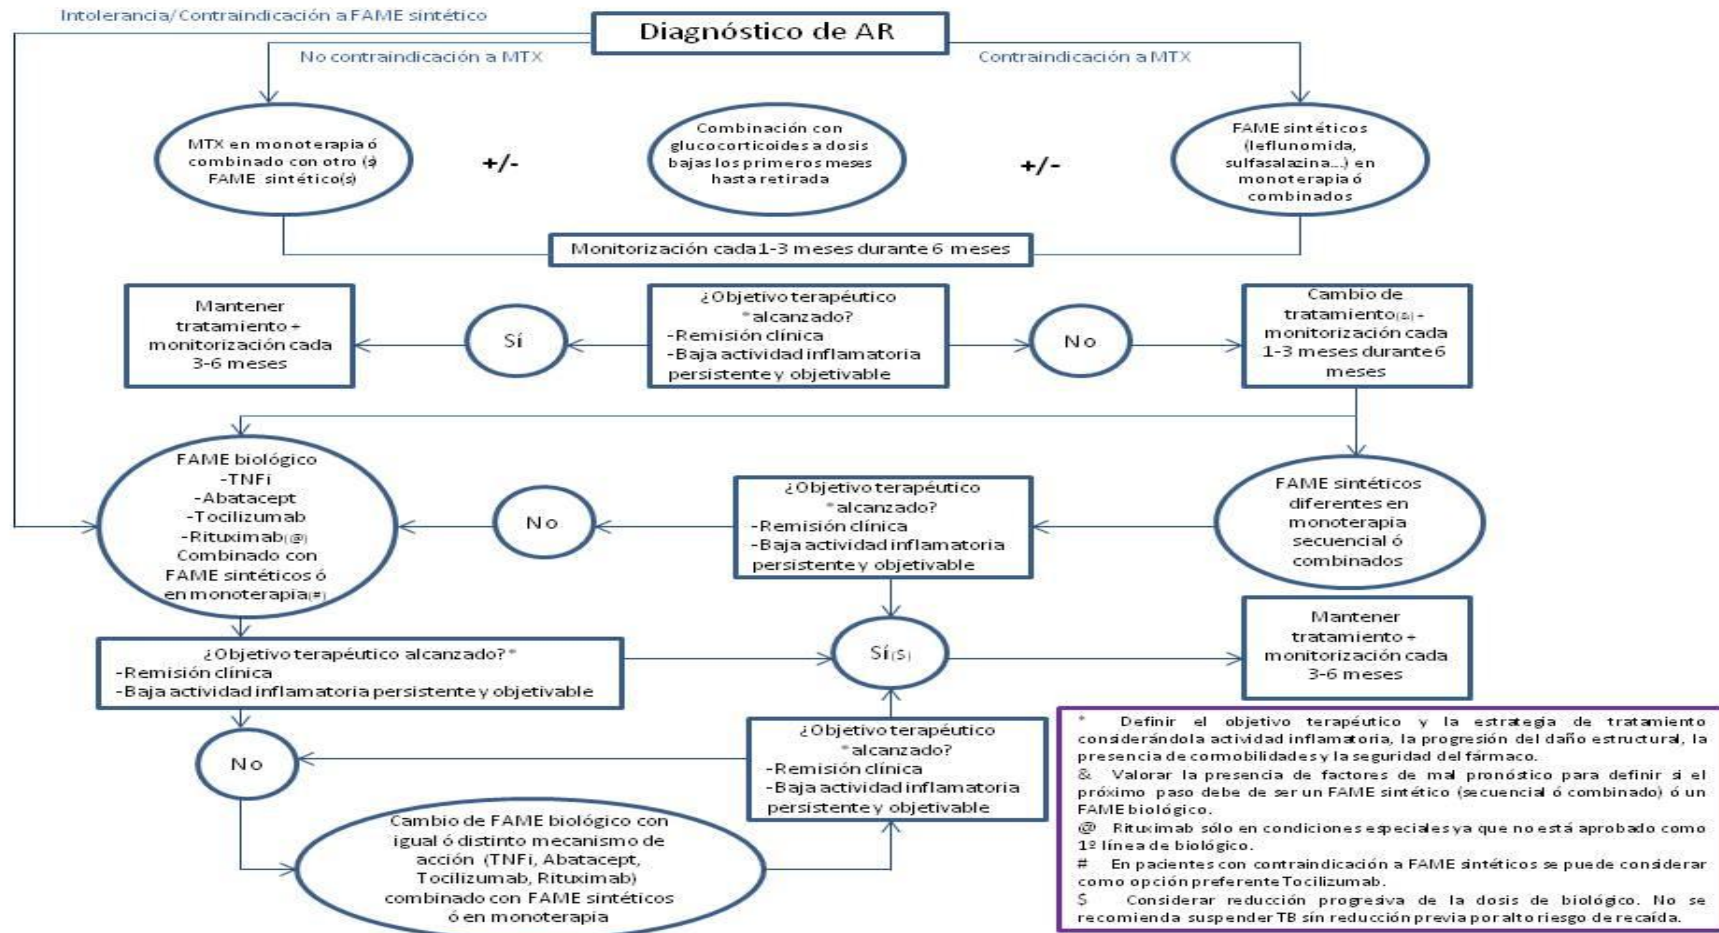 Intolerancia/Contraindicación a FAME sintético
Diagnóstico de AR
No contraindicación a MTX
Contraindicación a MTX
MTX en monoterapia ó
combinado con otro (s)
FAME sintético(s)
+/-
Combinación con
glucocorticoides a dosis
bajas los primeros meses
hasta retirada
+/-
FAME sintéticos
(leflunomida,
sulfasalazina...) en
monoterapia ó
combinados
Monitorización cada 1-3 meses durante 6 meses
Mantener
tratamiento +
monitorización cada
3-6 meses
Sí
¿Objetivo terapéutico
*alcanzado?
-Remisión clínica
-Baja actividad inflamatoria
persistente y objetivable
No
Cambio de
tratamiento(&) +
monitorización cada
1-3 meses durante 6
meses
FAME biológico
-TNFi
-Abatacept
-Tocilizumab
-Rituximab(@)
Combinado con
FAME sintéticos ó
en monoterapia(#)
No
¿Objetivo terapéutico
*alcanzado?
-Remisión clínica
-Baja actividad inflamatoria
persistente y objetivable
FAME sintéticos
diferentes en
monoterapia
secuencial ó
combinados
¿Objetivo terapéutico alcanzado?*
-Remisión clínica
-Baja actividad inflamatoria persistente y objetivable
Sí($)
Mantener
tratamiento +
monitorización cada
3-6 meses
No
¿Objetivo terapéutico
*alcanzado?
-Remisión clínica
-Baja actividad inflamatoria
persistente y objetivable
Cambio de FAME biológico con
igual ó distinto mecanismo de
acción (TNFi, Abatacept,
Tocilizumab, Rituximab)
combinado con FAME sintéticos
ó en monoterapia
* Definir el objetivo terapéutico y la estrategia de tratamiento
considerándola actividad inflamatoria, la progresión del daño estructural, la
presencia de cormobilidades y la seguridad del fármaco.
& Valorar la presencia de factores de mal pronóstico para definir si el
próximo paso debe de ser un FAME sintético (secuencial ó combinado) ó un
FAME biológico.
@ Rituximab sólo en condiciones especiales ya que no está aprobado como
1º línea de biológico.
# En pacientes con contraindicación a FAME sintéticos se puede considerar
como opción preferente Tocilizumab.
$ Considerar reducción progresiva de la dosis de biológico. No se
recomienda suspender TB sín reducción previa por alto riesgo de recaída.